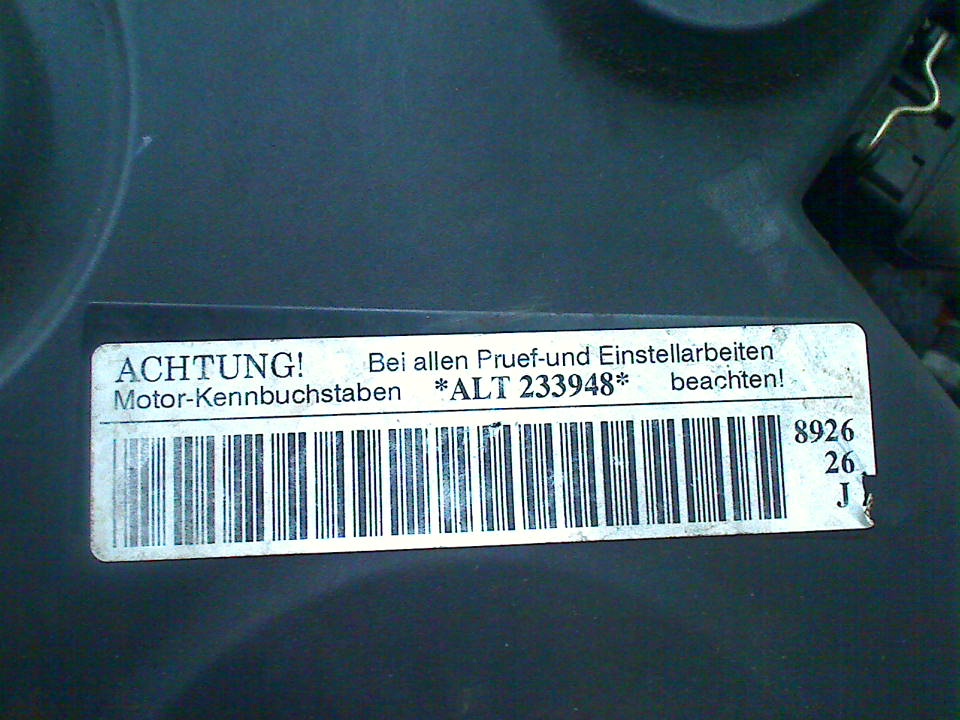 ACHTUNG! Bei allen Pruef-und Einstellarbeiten
Motor-Kennbuchstaben *ALT 233948* beachten!
8926
26
J